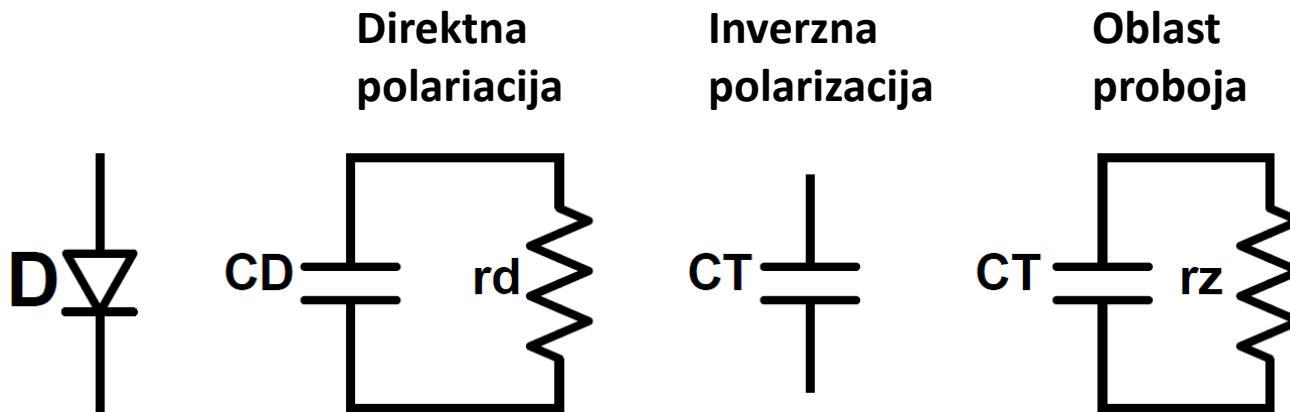 Direktna
polariacija
Inverzna
polarizacija
Oblast
proboja
D
CD
rd
CT
CT
rz